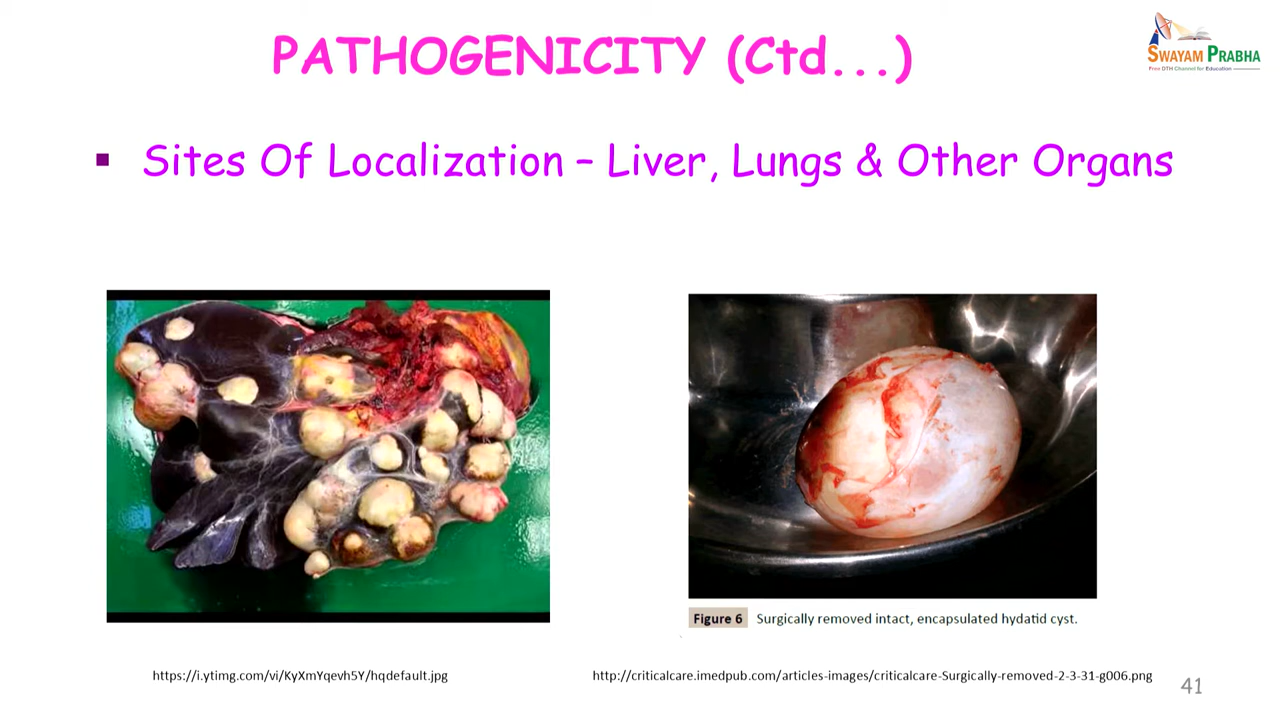 PATHOGENICITY (Ctd...)
SWAYAM PRABHA
Free DTH Channel for Education
▪ Sites Of Localization – Liver, Lungs & Other Organs
Figure 6 Surgically removed intact, encapsulated hydatid cyst.
https://i.ytimg.com/vi/KyXmYqevh5Y/hqdefault.jpg
http://criticalcare.imedpub.com/articles-images/criticalcare-Surgically-removed-2-3-31-g006.png
41